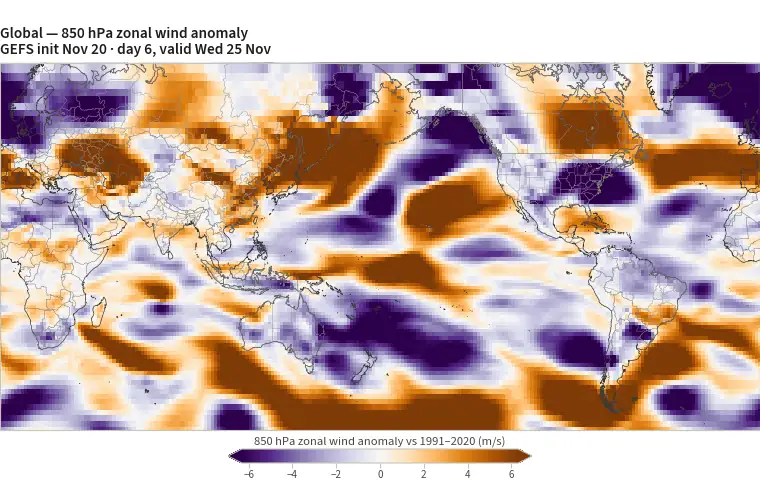 Global — 850 hPa zonal wind anomaly
GEFS init Nov 20 · day 6, valid Wed 25 Nov
850 hPa zonal wind anomaly vs 1991–2020 (m/s)
−6 −4 −2 0 2 4 6